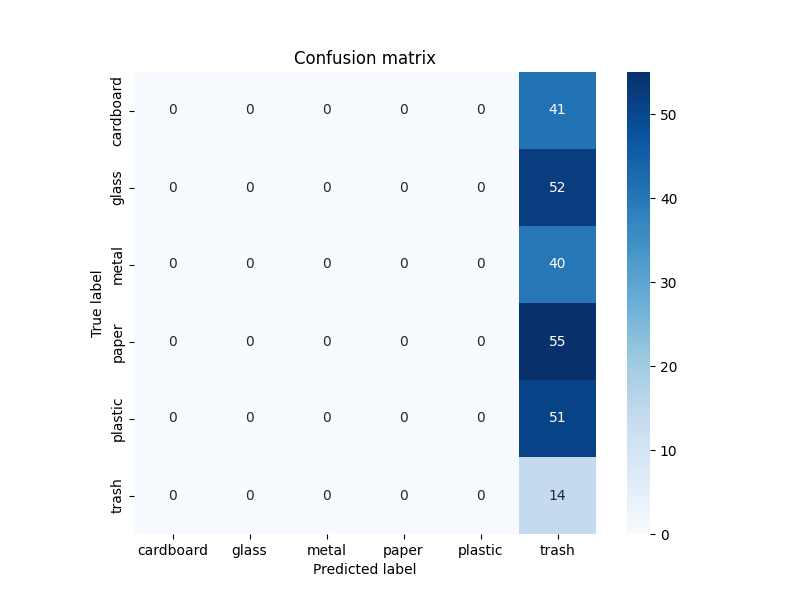 Confusion matrix
cardboard 0 0 0 0 0 41
glass 0 0 0 0 0 52
metal 0 0 0 0 0 40
paper 0 0 0 0 0 55
plastic 0 0 0 0 0 51
trash 0 0 0 0 0 14
True label
cardboard glass metal paper plastic trash
Predicted label
50
40
30
20
10
0